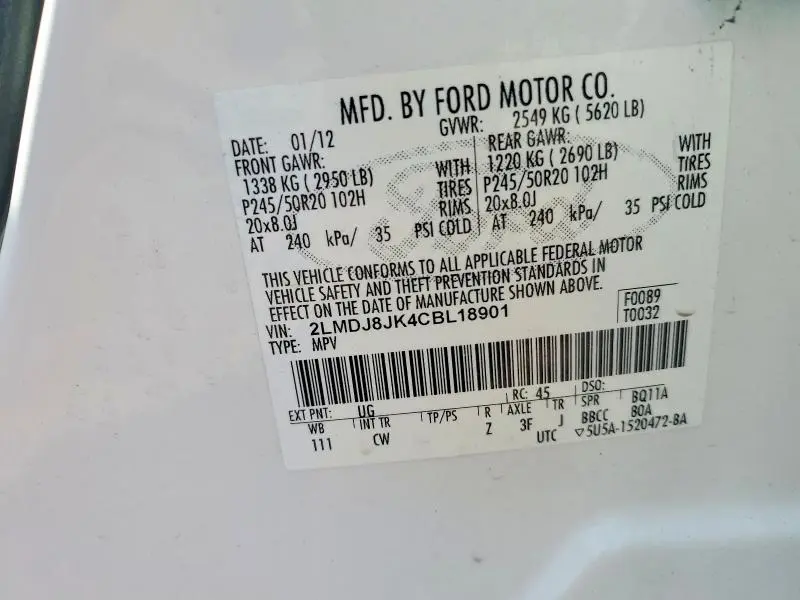 MFD. BY FORD MOTOR CO.
DATE: 01/12 GVWR: 2549 KG ( 5620 LB)
FRONT GAWR: REAR GAWR:
1338 KG ( 2950 LB) WITH 1220 KG ( 2690 LB) WITH
P245/50R20 102H TIRES P245/50R20 102H TIRES
20x8.0J RIMS 20x8.0J RIMS
AT 240 kPa/ 35 PSI COLD AT 240 kPa/ 35 PSI COLD
THIS VEHICLE CONFORMS TO ALL APPLICABLE FEDERAL MOTOR
VEHICLE SAFETY AND THEFT PREVENTION STANDARDS IN
EFFECT ON THE DATE OF MANUFACTURE SHOWN ABOVE.
VIN: 2LMDJ8JK4CBL18901 F0089
TYPE: MPV T0032
EXT PNT: UG RC: 45 DSO:
WB INT TR TP/PS R AXLE TR SPR BQ11A
111 CW Z 3F J BBCC 80A
UTC ▽5U5A-1520472-BA